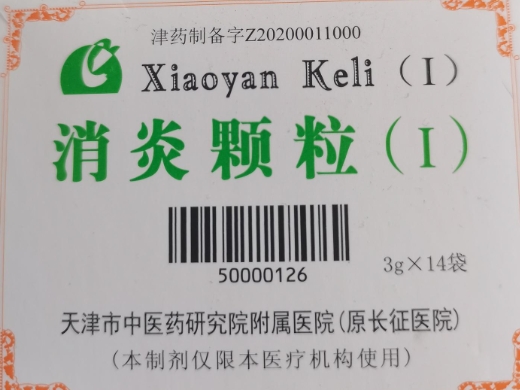 津药制备字Z20200011000
Xiaoyan Keli（I）
消炎颗粒（I）
50000126
3g×14袋
天津市中医药研究院附属医院(原长征医院)
（本制剂仅限本医疗机构使用）